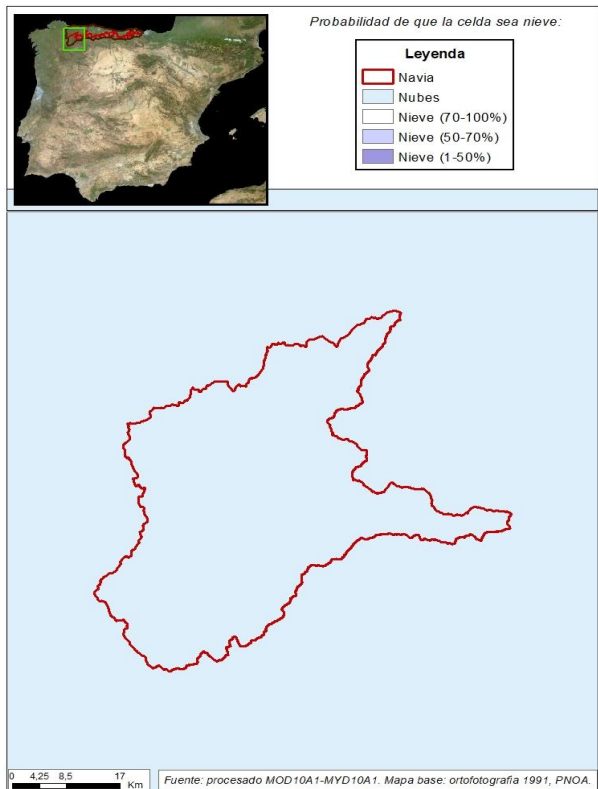 Probabilidad de que la celda sea nieve:
Leyenda
Navia
Nubes
Nieve (70-100%)
Nieve (50-70%)
Nieve (1-50%)
0 4,25 8,5 17
Km
Fuente: procesado MOD10A1-MYD10A1. Mapa base: ortofotografía 1991, PNOA.